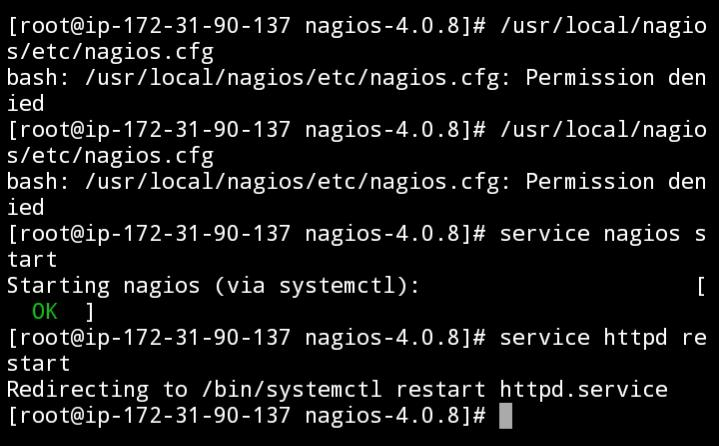 [root@ip-172-31-90-137 nagios-4.0.8]# /usr/local/nagio
s/etc/nagios.cfg
bash: /usr/local/nagios/etc/nagios.cfg: Permission den
ied
[root@ip-172-31-90-137 nagios-4.0.8]# /usr/local/nagio
s/etc/nagios.cfg
bash: /usr/local/nagios/etc/nagios.cfg: Permission den
ied
[root@ip-172-31-90-137 nagios-4.0.8]# service nagios s
tart
Starting nagios (via systemctl):                     [
  OK  ]
[root@ip-172-31-90-137 nagios-4.0.8]# service httpd re
start
Redirecting to /bin/systemctl restart httpd.service
[root@ip-172-31-90-137 nagios-4.0.8]#